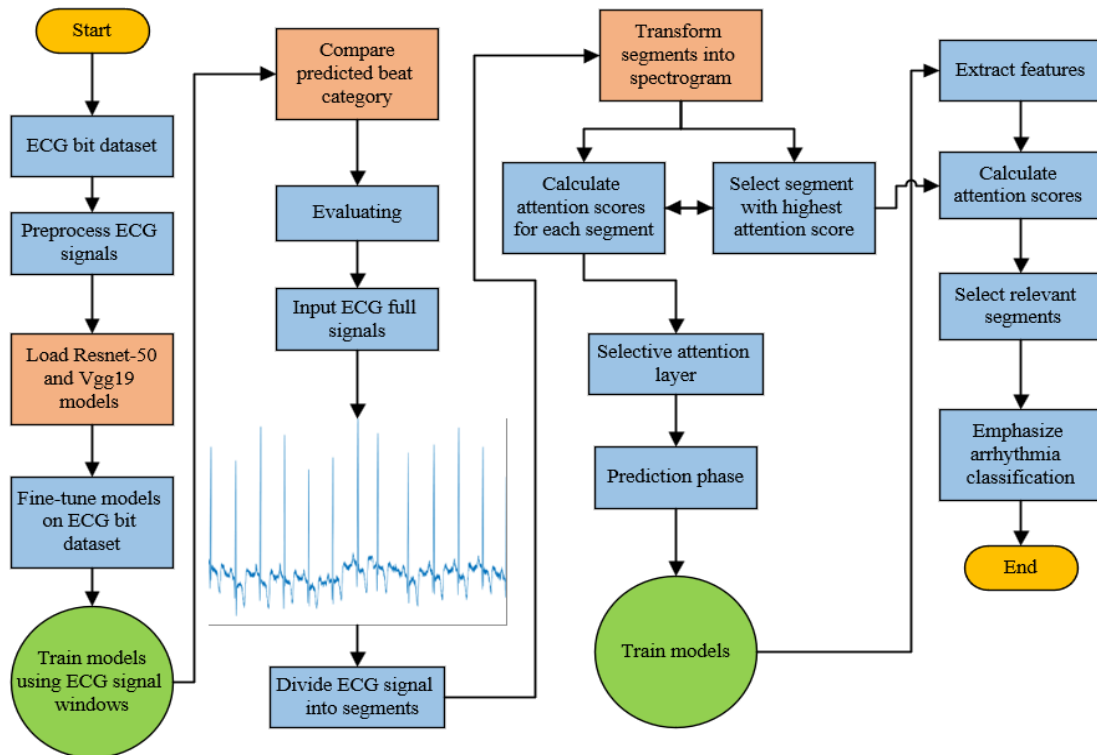 Start
ECG bit dataset
Preprocess ECG
signals
Load Resnet-50
and Vgg19
models
Fine-tune models
on ECG bit
dataset
Train models
using ECG signal
windows
Compare
predicted beat
category
Evaluating
Input ECG full
signals
Divide ECG signal
into segments
Transform
segments into
spectrogram
Calculate
attention scores
for each segment
Select segment
with highest
attention score
Selective attention
layer
Prediction phase
Train models
Extract features
Calculate
attention scores
Select relevant
segments
Emphasize
arrhythmia
classification
End